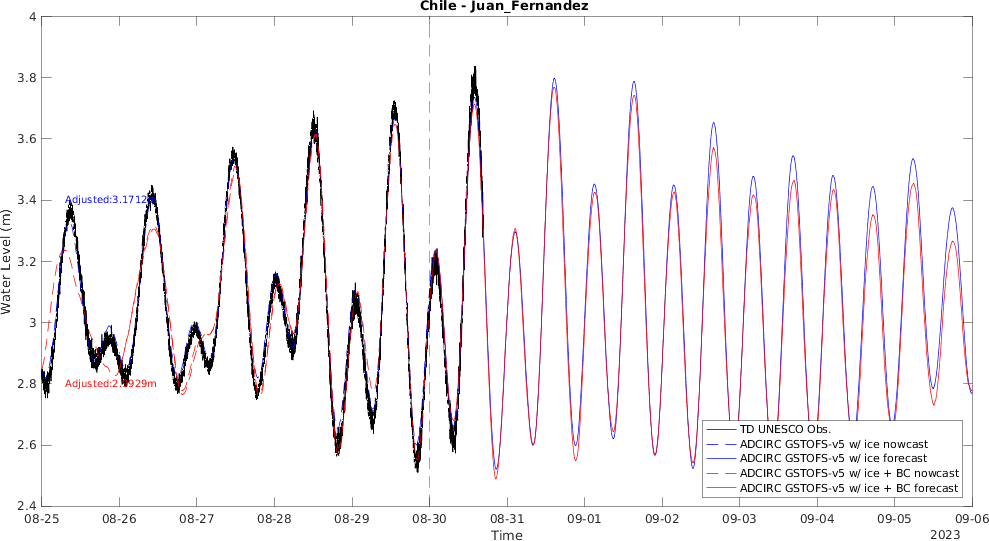 Chile - Juan_Fernandez
4
3.8
3.6
3.4
3.2
3
2.8
2.6
2.4
Water Level (m)
Adjusted:3.1712m
Adjusted:2.9929m
TD UNESCO Obs.
ADCIRC GSTOFS-v5 w/ ice nowcast
ADCIRC GSTOFS-v5 w/ ice forecast
ADCIRC GSTOFS-v5 w/ ice + BC nowcast
ADCIRC GSTOFS-v5 w/ ice + BC forecast
08-25 08-26 08-27 08-28 08-29 08-30 08-31 09-01 09-02 09-03 09-04 09-05 09-06
Time
2023